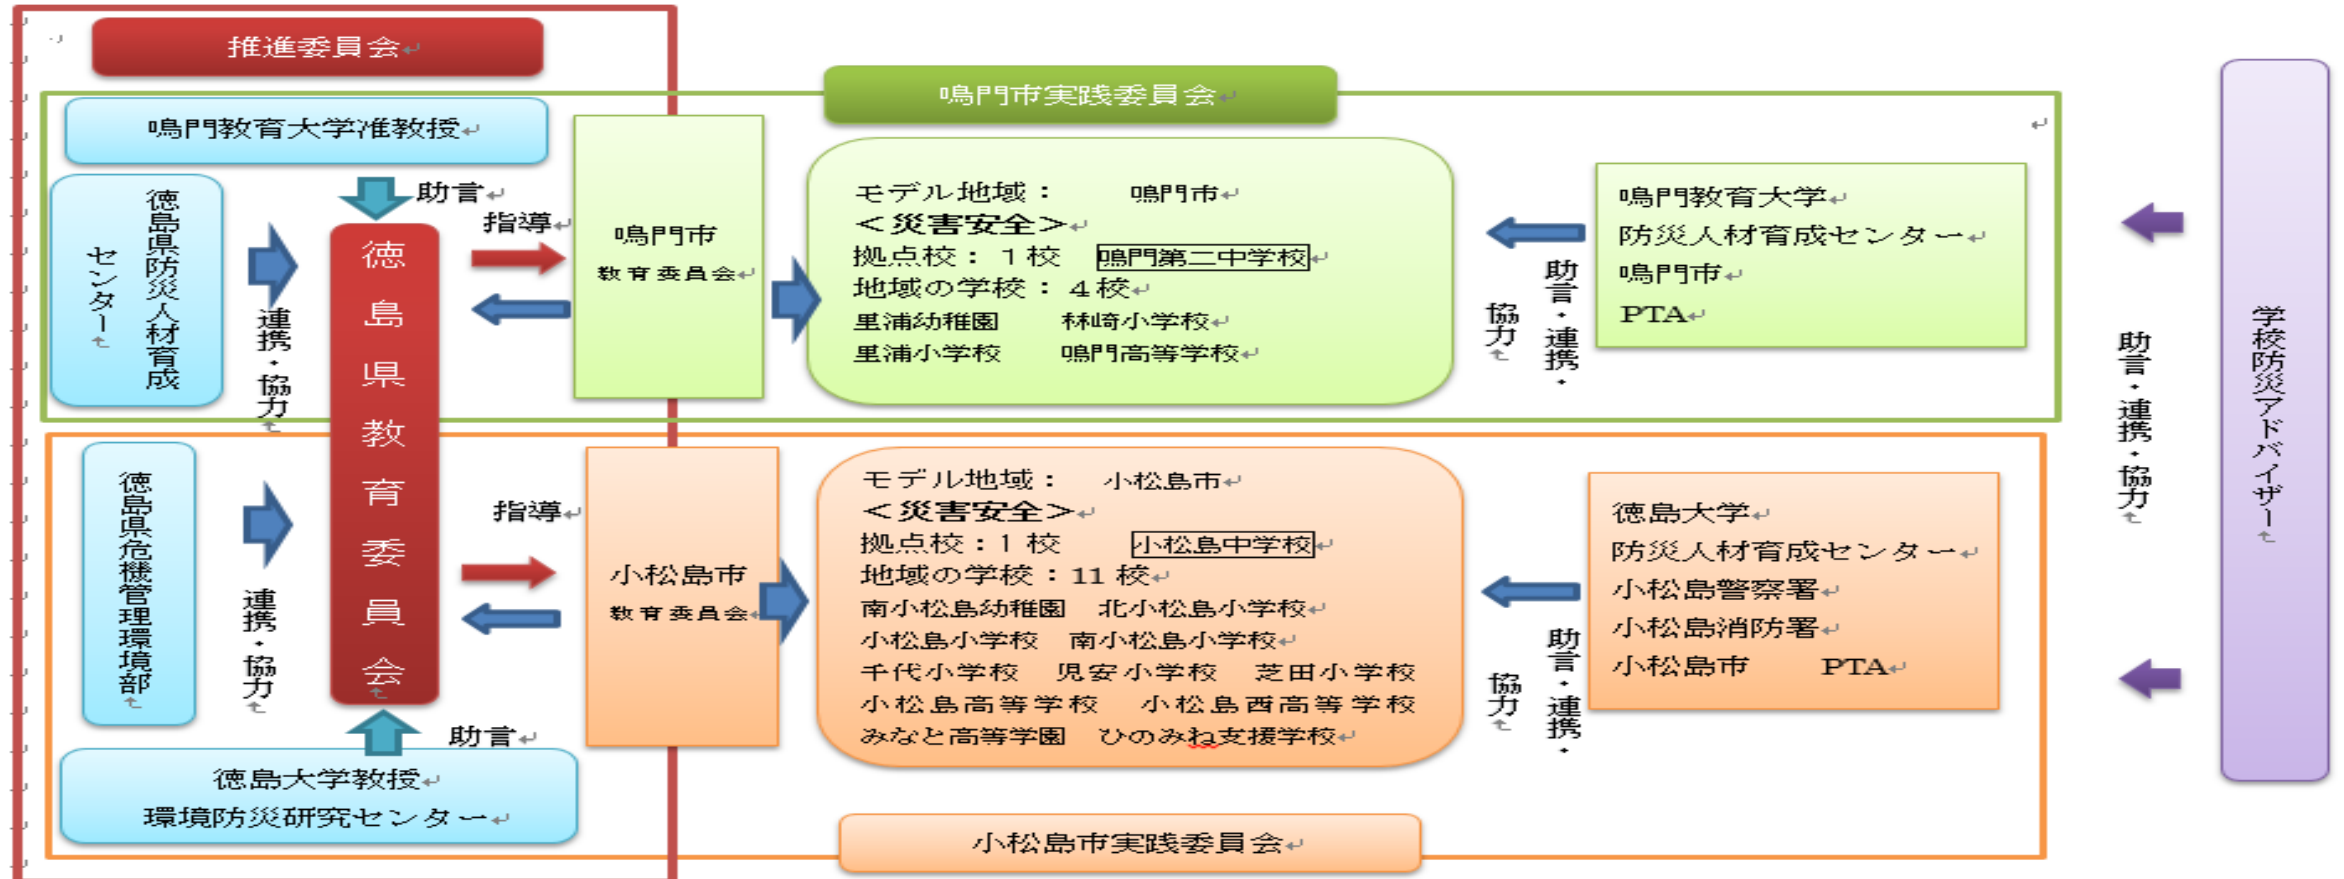 推進委員会
鳴門市実践委員会
鳴門教育大学准教授
助言
徳島県防災人材育成
センター
連携・協力
徳島県教育委員会
指導
鳴門市
教育委員会
モデル地域： 鳴門市
＜災害安全＞
拠点校：１校 鳴門第二中学校
地域の学校：４校
里浦幼稚園 林崎小学校
里浦小学校 鳴門高等学校
助言・連携・
協力
鳴門教育大学
防災人材育成センター
鳴門市
PTA
徳島県危機管理環境部
連携・協力
指導
小松島市
教育委員会
モデル地域： 小松島市
＜災害安全＞
拠点校：１校 小松島中学校
地域の学校：11校
南小松島幼稚園 北小松島小学校
小松島小学校 南小松島小学校
千代小学校 児安小学校 芝田小学校
小松島高等学校 小松島西高等学校
みなと高等学園 ひのみね支援学校
助言・連携・
協力
徳島大学
防災人材育成センター
小松島警察署
小松島消防署
小松島市 PTA
助言
徳島大学教授
環境防災研究センター
小松島市実践委員会
助言・連携・協力
学校防災アドバイザー